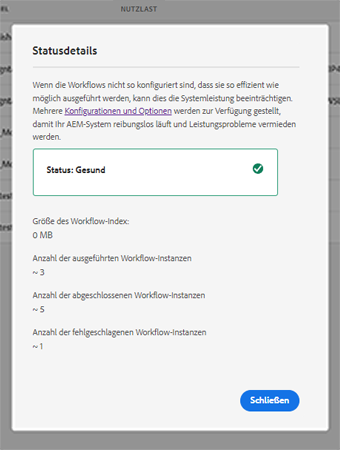 NUTZLAST
Statusdetails
Wenn die Workflows nicht so konfiguriert sind, dass sie so effizient wie
möglich ausgeführt werden, kann dies die Systemleistung beeinträchtigen.
Mehrere Konfigurationen und Optionen werden zur Verfügung gestellt,
damit Ihr AEM-System reibungslos läuft und Leistungsprobleme vermieden
werden.
Status: Gesund
Größe des Workflow-Index:
0 MB
Anzahl der ausgeführten Workflow-Instanzen
~ 3
Anzahl der abgeschlossenen Workflow-Instanzen
~ 5
Anzahl der fehlgeschlagenen Workflow-Instanzen
~ 1
Schließen